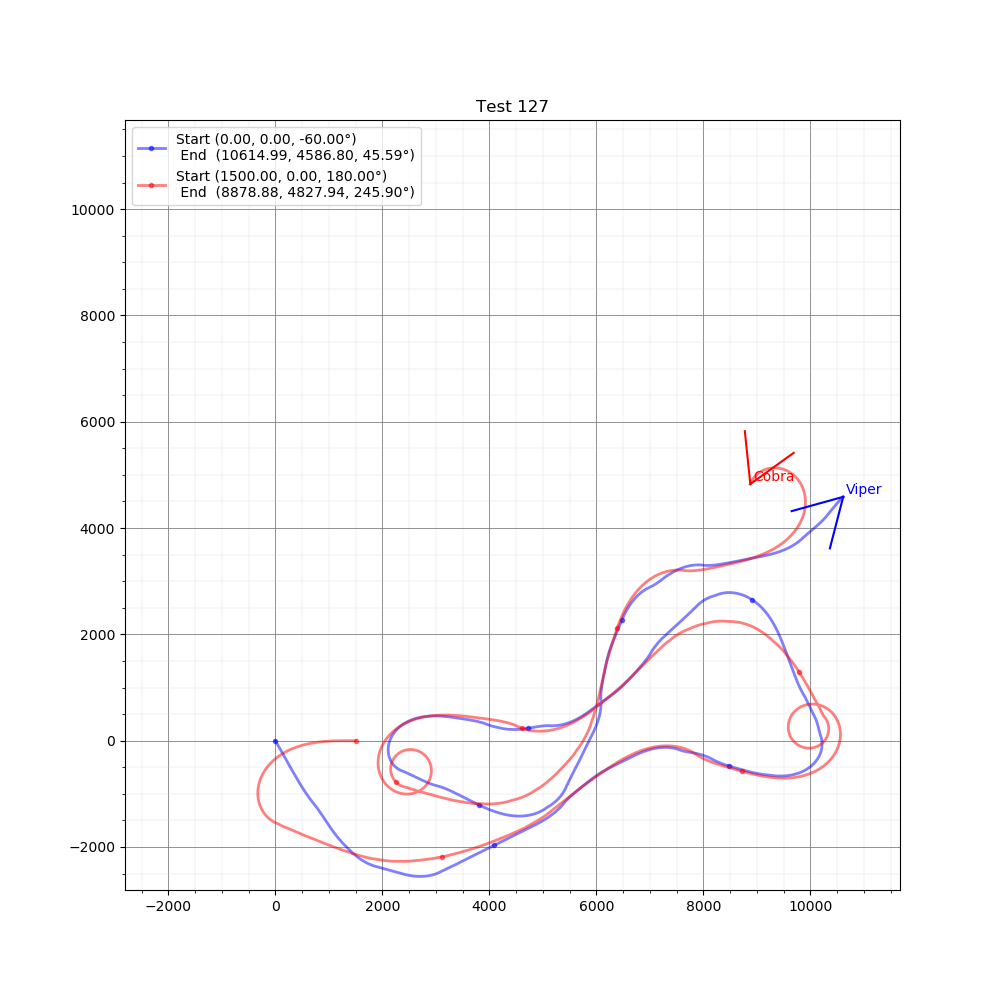 Test 127
Start (0.00, 0.00, -60.00°)
End (10614.99, 4586.80, 45.59°)
Start (1500.00, 0.00, 180.00°)
End (8878.88, 4827.94, 245.90°)
10000
8000
6000
4000
2000
0
−2000
Cobra
Viper
−2000 0 2000 4000 6000 8000 10000